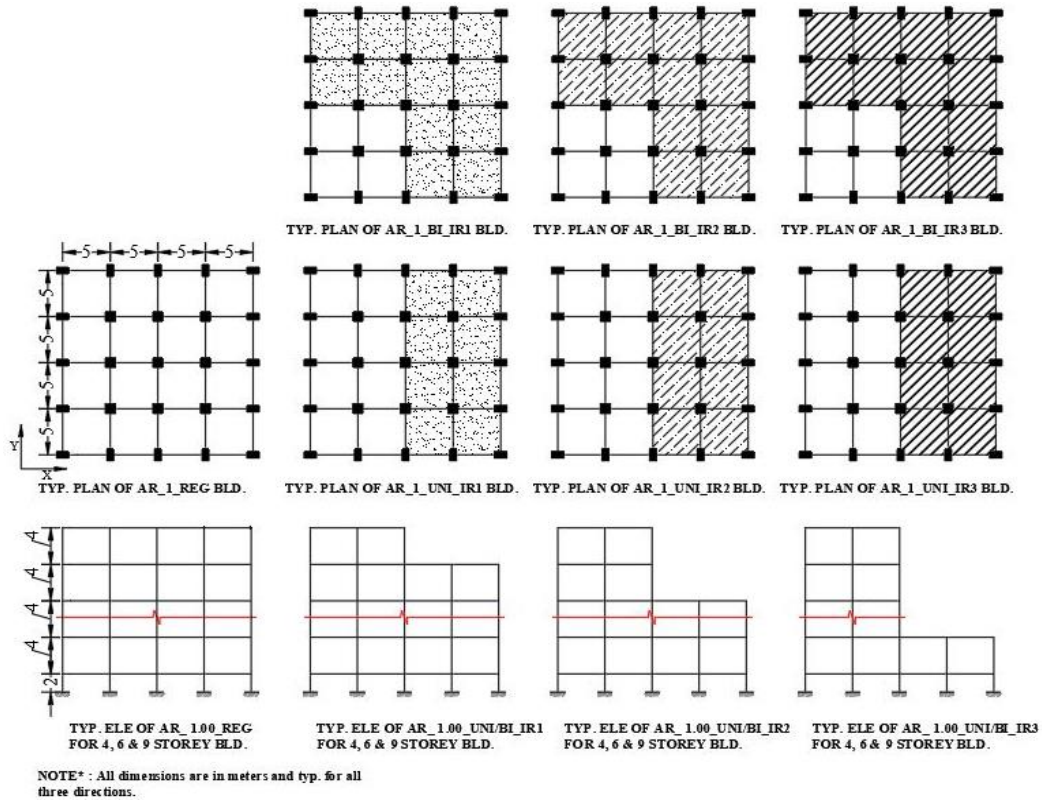 TYP. PLAN OF AR_1_BI_IR1 BLD.
TYP. PLAN OF AR_1_BI_IR2 BLD.
TYP. PLAN OF AR_1_BI_IR3 BLD.
5 5 5 5
5
5
5
5
Y
X
TYP. PLAN OF AR_1_REG BLD.
TYP. PLAN OF AR_1_UNI_IR1 BLD.
TYP. PLAN OF AR_1_UNI_IR2 BLD.
TYP. PLAN OF AR_1_UNI_IR3 BLD.
4
4
4
4
2
TYP. ELE OF AR_ 1.00_REG
FOR 4, 6 & 9 STOREY BLD.
TYP. ELE OF AR_ 1.00_UNI/BI_IR1
FOR 4, 6 & 9 STOREY BLD.
TYP. ELE OF AR_ 1.00_UNI/BI_IR2
FOR 4, 6 & 9 STOREY BLD.
TYP. ELE OF AR_ 1.00_UNI/BI_IR3
FOR 4, 6 & 9 STOREY BLD.
NOTE* : All dimensions are in meters and typ. for all
three directions.